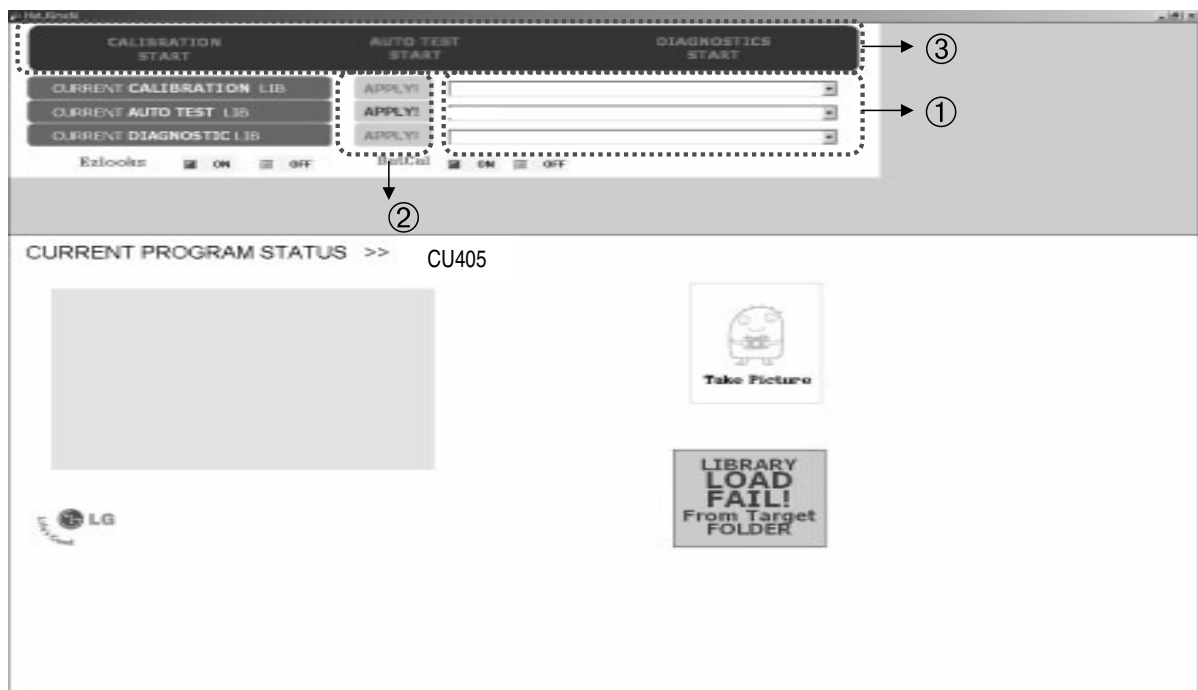 Hot_Kimchi
CALIBRATION START
AUTO TEST START
DIAGNOSTICS START
③
CURRENT CALIBRATION LIB APPLY!
CURRENT AUTO TEST LIB APPLY!
①
CURRENT DIAGNOSTIC LIB APPLY!
Ezlooks ON OFF BatCal ON OFF
②
CURRENT PROGRAM STATUS >> CU405
Take Picture
LIBRARY
LOAD
FAIL!
From Target
FOLDER
LG